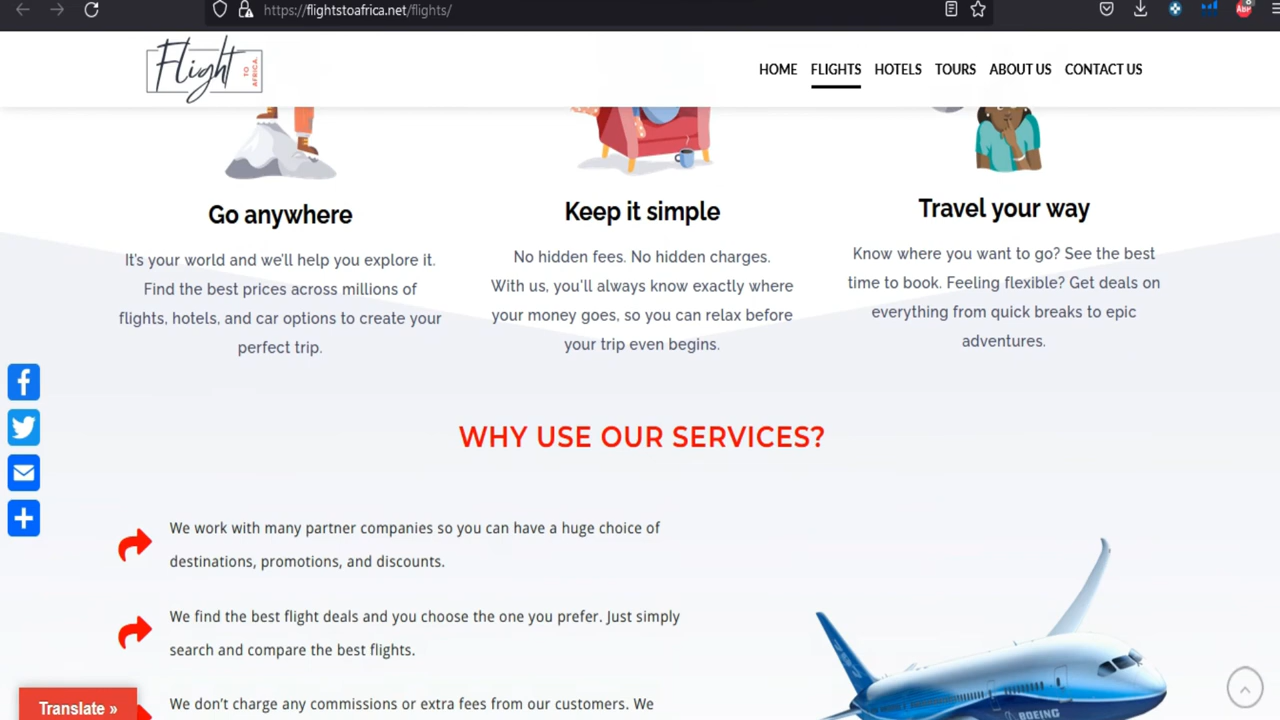 https://flightstoafrica.net/flights/
ABP
Flight
TO AFRICA
HOME FLIGHTS HOTELS TOURS ABOUT US CONTACT US
Go anywhere
It's your world and we'll help you explore it.
Find the best prices across millions of
flights, hotels, and car options to create your
perfect trip.
Keep it simple
No hidden fees. No hidden charges.
With us, you'll always know exactly where
your money goes, so you can relax before
your trip even begins.
Travel your way
Know where you want to go? See the best
time to book. Feeling flexible? Get deals on
everything from quick breaks to epic
adventures.
WHY USE OUR SERVICES?
We work with many partner companies so you can have a huge choice of
destinations, promotions, and discounts.
We find the best flight deals and you choose the one you prefer. Just simply
search and compare the best flights.
We don't charge any commissions or extra fees from our customers. We
BOEING
Translate »